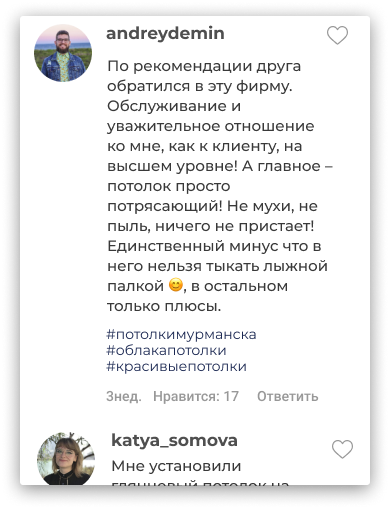 andreydemin
По рекомендации друга
обратился в эту фирму.
Обслуживание и
уважительное отношение
ко мне, как к клиенту, на
высшем уровне! А главное –
потолок просто
потрясающий! Не мухи, не
пыль, ничего не пристает!
Единственный минус что в
него нельзя тыкать лыжной
палкой 😊, в остальном
только плюсы.
#потолкимурманска
#облакапотолки
#красивыепотолки
3нед. Нравится: 17 Ответить
katya_somova
Мне установили
глянцевый потолок на